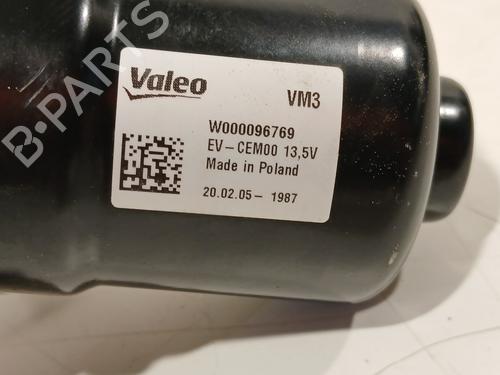 Valeo
VM3
W000096769
EV-CEM00 13,5V
Made in Poland
20.02.05- 1987
B-PARTS